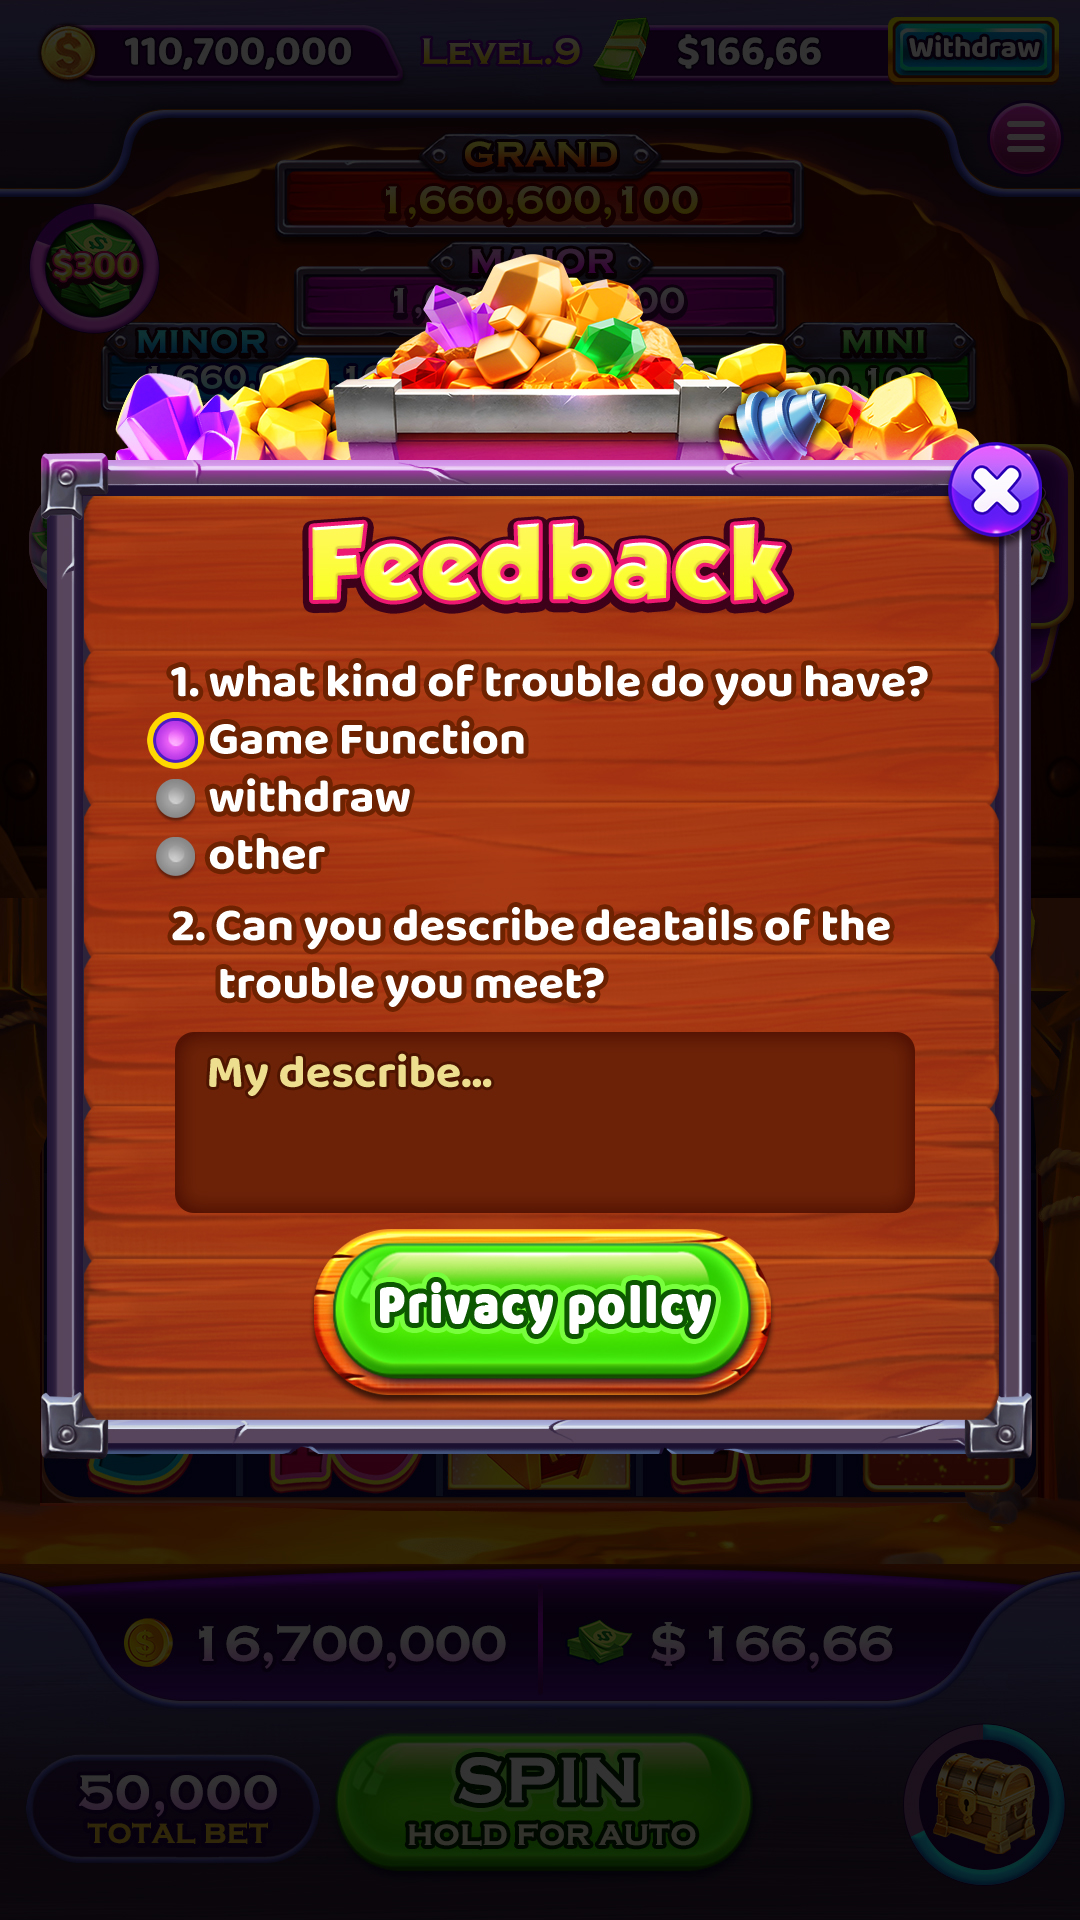 110,700,000 LEVEL.9 $166,66 Withdraw
GRAND
1,660,600,100
$300
MAJOR
MINOR MINI
Feedback
1. what kind of trouble do you have?
Game Function
withdraw
other
2. Can you describe deatails of the
trouble you meet?
My describe...
Privacy pollcy
16,700,000 $ 166,66
50,000
TOTAL BET
SPIN
HOLD FOR AUTO